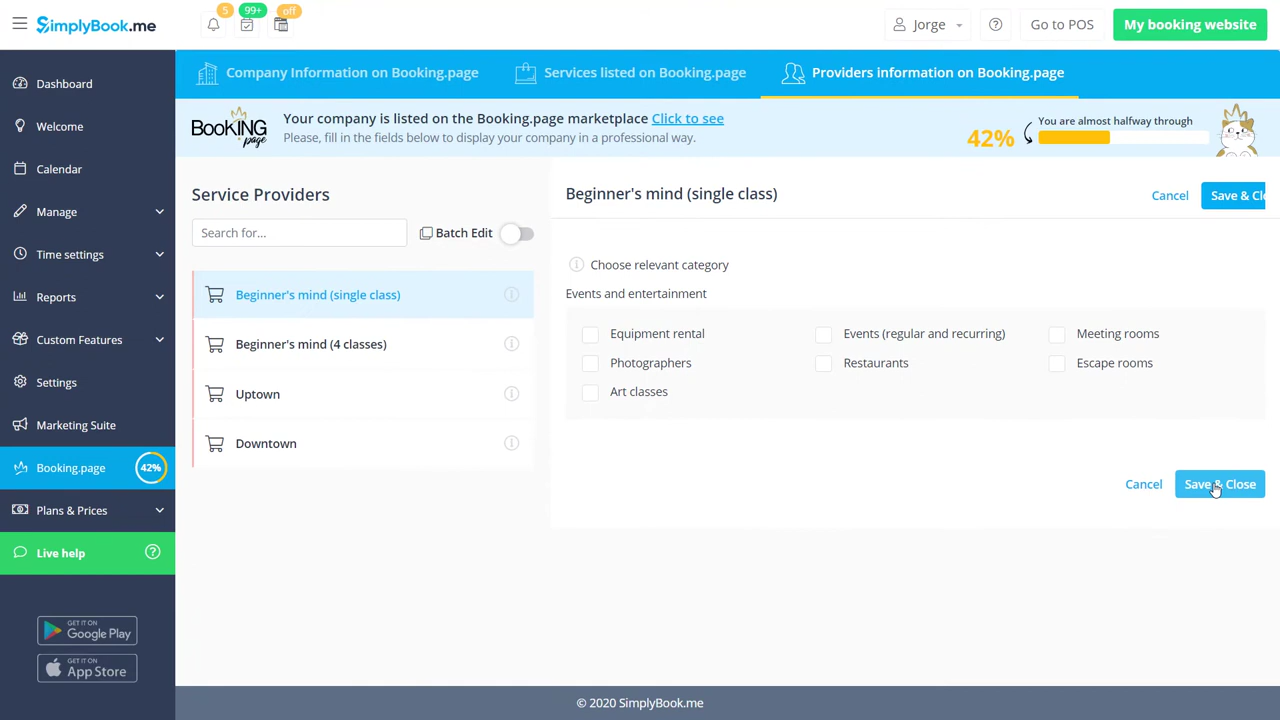 SimplyBook.me
5
99+
off
Jorge
Go to POS
My booking website
Dashboard
Welcome
Calendar
Manage
Time settings
Reports
Custom Features
Settings
Marketing Suite
Booking.page
42%
Plans & Prices
Live help
GET IT ON
Google Play
GET IT ON
App Store
Company Information on Booking.page
Services listed on Booking.page
Providers information on Booking.page
BooKING
.page
Your company is listed on the Booking.page marketplace Click to see
Please, fill in the fields below to display your company in a professional way.
42%
You are almost halfway through
Service Providers
Search for...
Batch Edit
Beginner's mind (single class)
Beginner's mind (4 classes)
Uptown
Downtown
Beginner's mind (single class)
Cancel
Save & Clo
Choose relevant category
Events and entertainment
Equipment rental
Events (regular and recurring)
Meeting rooms
Photographers
Restaurants
Escape rooms
Art classes
Cancel
Save & Close
© 2020 SimplyBook.me